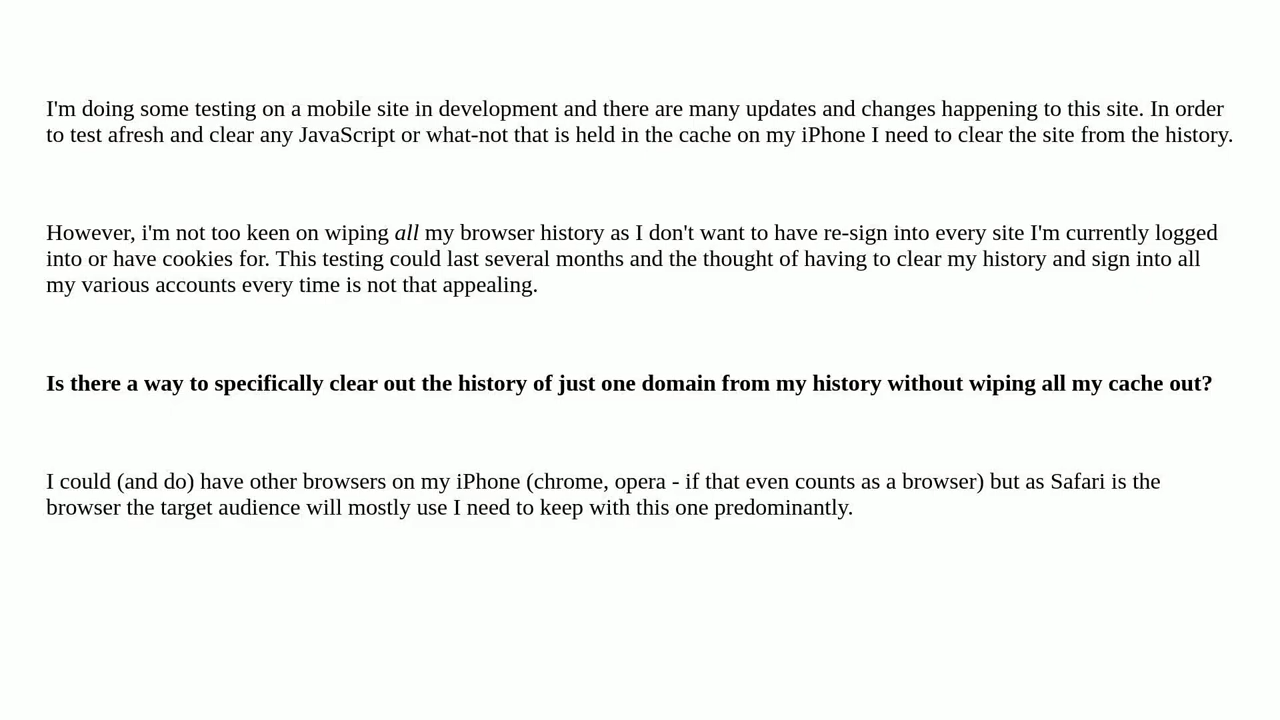 I'm doing some testing on a mobile site in development and there are many updates and changes happening to this site. In order
to test afresh and clear any JavaScript or what-not that is held in the cache on my iPhone I need to clear the site from the history.
However, i'm not too keen on wiping all my browser history as I don't want to have re-sign into every site I'm currently logged
into or have cookies for. This testing could last several months and the thought of having to clear my history and sign into all
my various accounts every time is not that appealing.
Is there a way to specifically clear out the history of just one domain from my history without wiping all my cache out?
I could (and do) have other browsers on my iPhone (chrome, opera - if that even counts as a browser) but as Safari is the
browser the target audience will mostly use I need to keep with this one predominantly.